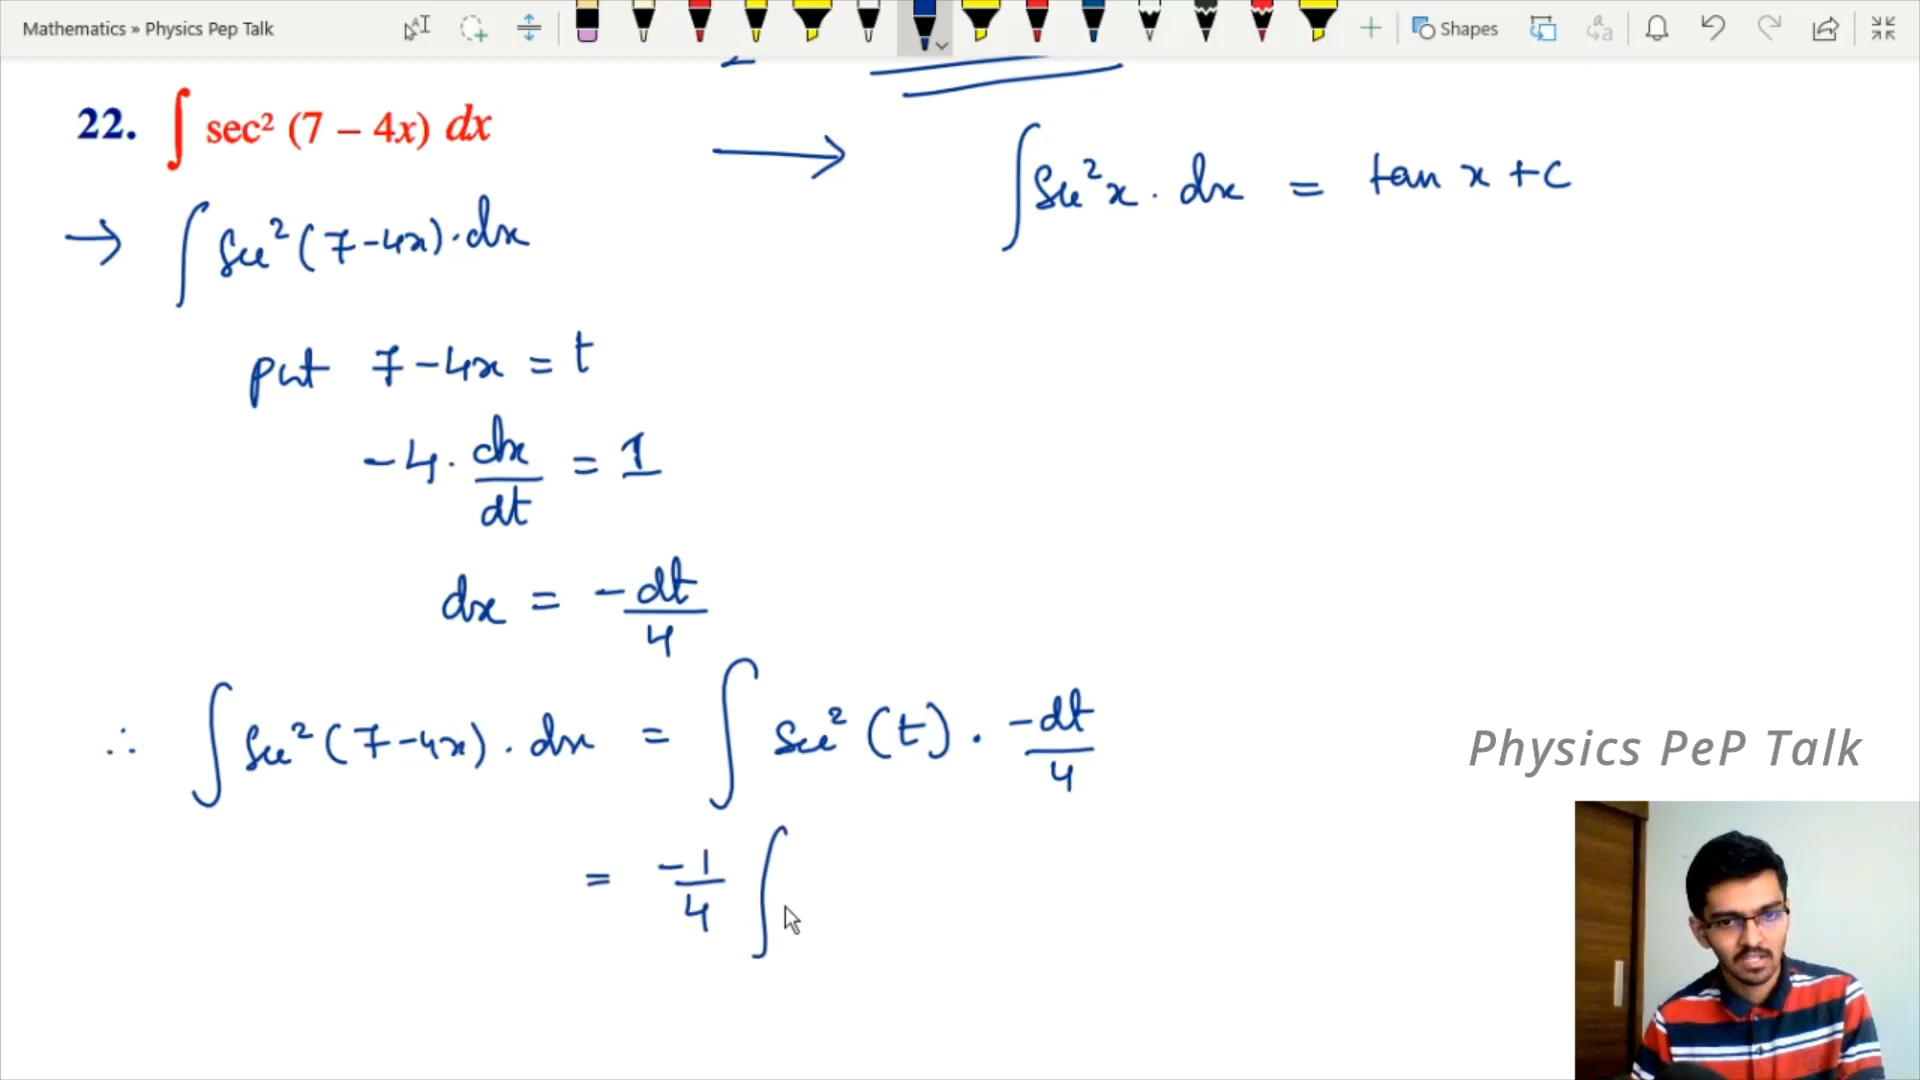 Mathematics » Physics Pep Talk
Shapes
22. ∫ sec² (7 – 4x) dx
→ ∫ sec²x . dx = tan x + c
→ ∫ sec² (7-4x) . dx
put 7-4x = t
-4 . dx/dt = 1
dx = -dt/4
∴ ∫ sec² (7-4x) . dx = ∫ sec² (t) . -dt/4
= -1/4 ∫
Physics PeP Talk